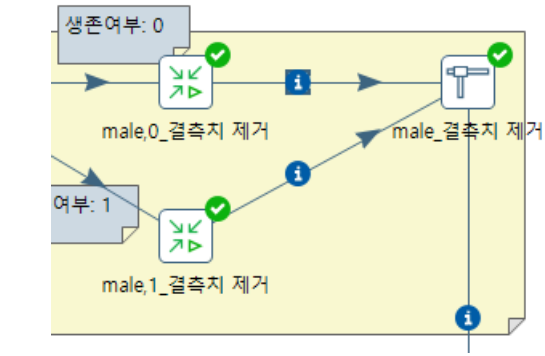 생존여부: 0
male,0_결측치 제거
male_결측치 제거
여부: 1
male,1_결측치 제거